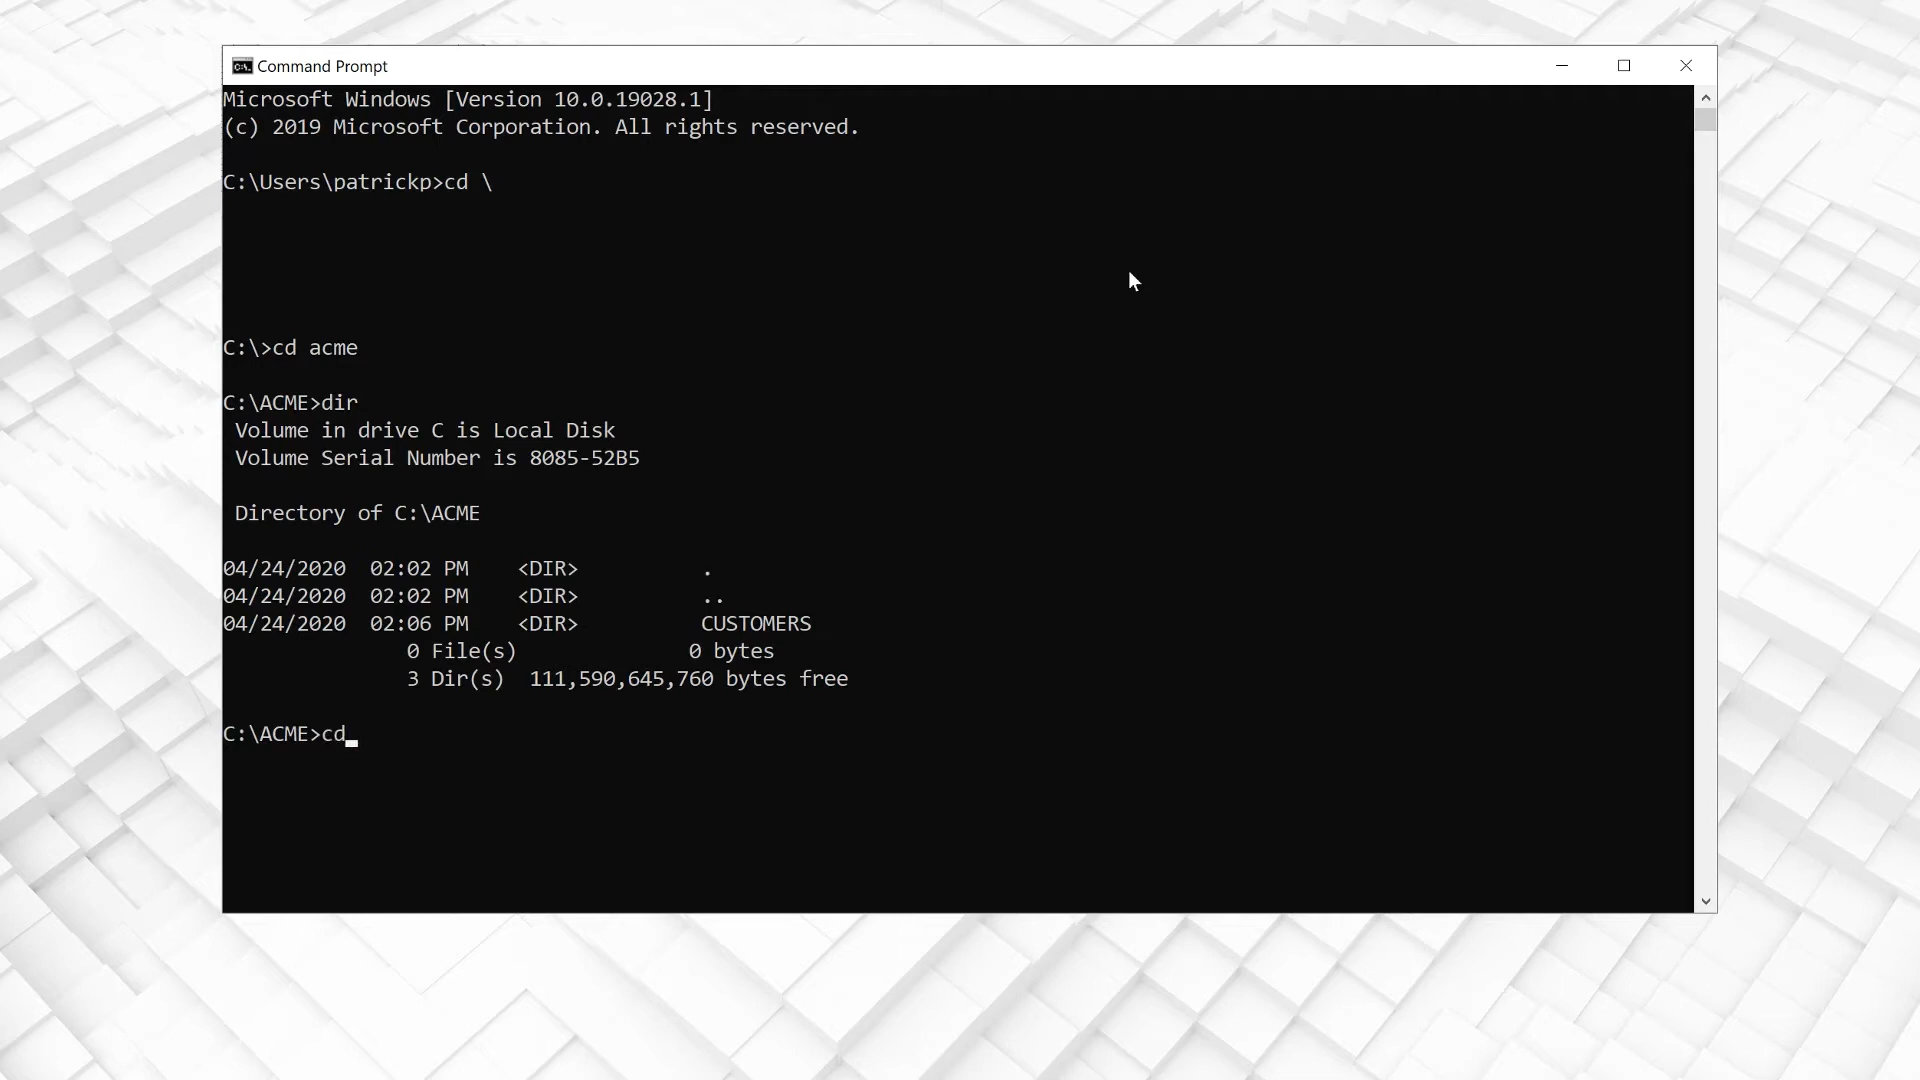 Command Prompt
Microsoft Windows [Version 10.0.19028.1]
(c) 2019 Microsoft Corporation. All rights reserved.
C:\Users\patrickp>cd \
C:\>cd acme
C:\ACME>dir
Volume in drive C is Local Disk
Volume Serial Number is 8085-52B5
Directory of C:\ACME
04/24/2020  02:02 PM    <DIR>          .
04/24/2020  02:02 PM    <DIR>          ..
04/24/2020  02:06 PM    <DIR>          CUSTOMERS
0 File(s)              0 bytes
3 Dir(s)  111,590,645,760 bytes free
C:\ACME>cd